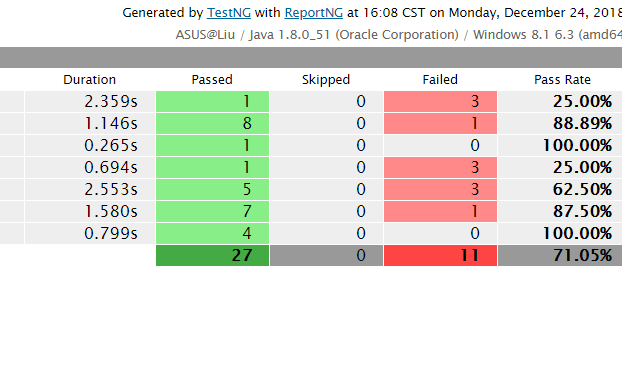 Generated by TestNG with ReportNG at 16:08 CST on Monday, December 24, 2018
ASUS@Liu / Java 1.8.0_51 (Oracle Corporation) / Windows 8.1 6.3 (amd64
Duration Passed Skipped Failed Pass Rate
2.359s 1 0 3 25.00%
1.146s 8 0 1 88.89%
0.265s 1 0 0 100.00%
0.694s 1 0 3 25.00%
2.553s 5 0 3 62.50%
1.580s 7 0 1 87.50%
0.799s 4 0 0 100.00%
27 0 11 71.05%